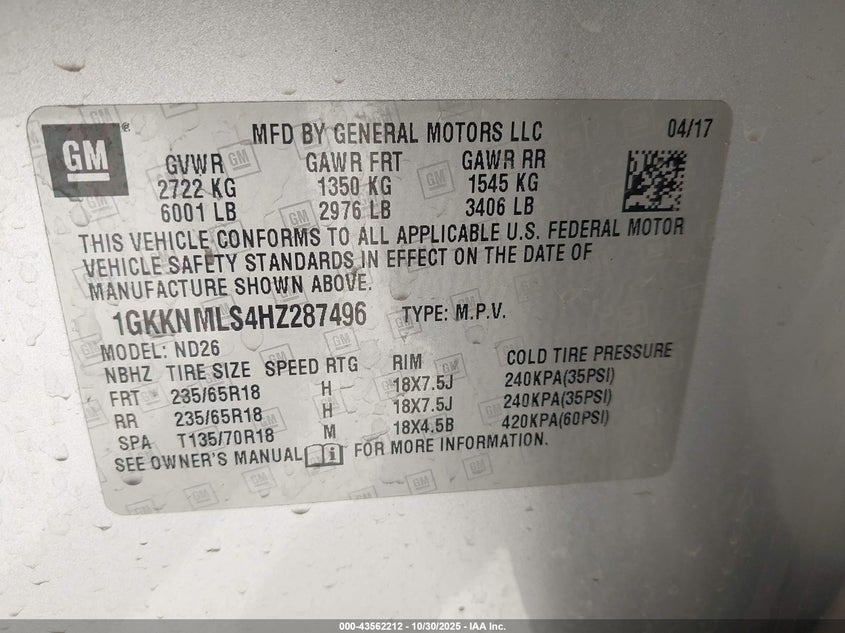 GM® MFD BY GENERAL MOTORS LLC 04/17
GVWR GAWR FRT GAWR RR
2722 KG 1350 KG 1545 KG
6001 LB 2976 LB 3406 LB
THIS VEHICLE CONFORMS TO ALL APPLICABLE U.S. FEDERAL MOTOR
VEHICLE SAFETY STANDARDS IN EFFECT ON THE DATE OF
MANUFACTURE SHOWN ABOVE.
1GKKNMLS4HZ287496 TYPE: M.P.V.
MODEL: ND26
NBHZ TIRE SIZE SPEED RTG RIM COLD TIRE PRESSURE
FRT 235/65R18 H 18X7.5J 240KPA(35PSI)
RR 235/65R18 H 18X7.5J 240KPA(35PSI)
SPA T135/70R18 M 18X4.5B 420KPA(60PSI)
SEE OWNER'S MANUAL FOR MORE INFORMATION.
000-43562212 - 10/30/2025 - IAA Inc.